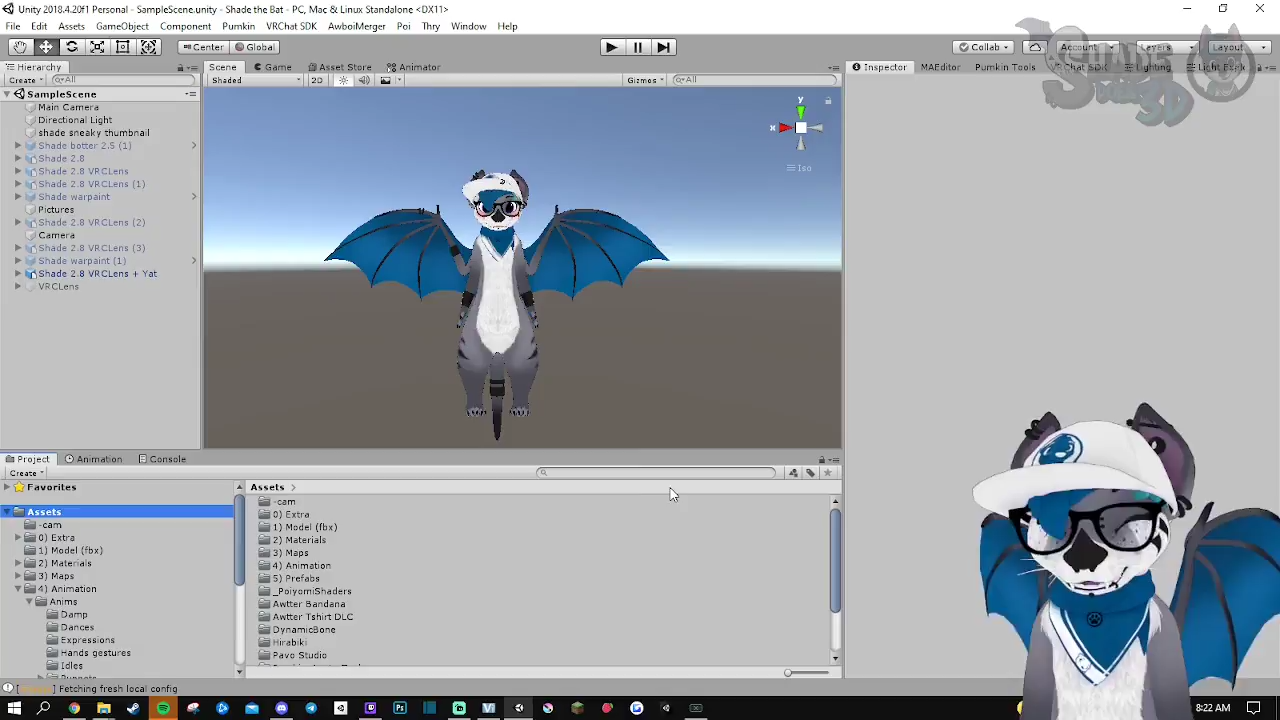 Unity 2018.4.20f1 Personal - SampleScene.unity - Shade the Bat - PC, Mac & Linux Standalone <DX11>
File Edit Assets GameObject Component Pumkin VRChat SDK AwboiMerger Poi Thry Window Help
Center Global Collab Account Layers Layout
Hierarchy
Create All
SampleScene
Main Camera
Directional Light
shade sneaky thumbnail
Shade botter 2.5 (1)
Shade 2.8
Shade 2.8 VRCLens
Shade 2.8 VRCLens (1)
Shade warpaint
Pictures
Shade 2.8 VRCLens (2)
Camera
Shade 2.8 VRCLens (3)
Shade warpaint (1)
Shade 2.8 VRCLens + Yat
VRCLens
Scene Game Asset Store Animator
Shaded 2D Gizmos All
y
x
Iso
Inspector MAEditor Pumkin Tools VRChat SDK Lighting
3D
Project Animation Console
Create
Favorites
Assets
-cam
0) Extra
1) Model (fbx)
2) Materials
3) Maps
4) Animation
Anims
Damp
Dances
Expressions
Hands gestures
Idles
Assets
-cam
0) Extra
1) Model (fbx)
2) Materials
3) Maps
4) Animation
5) Prefabs
_PoiyomiShaders
Awtter Bandana
Awtter Tshirt DLC
DynamicBone
Hirabiki
Pavo Studio
Fetching fresh local config
8:22 AM